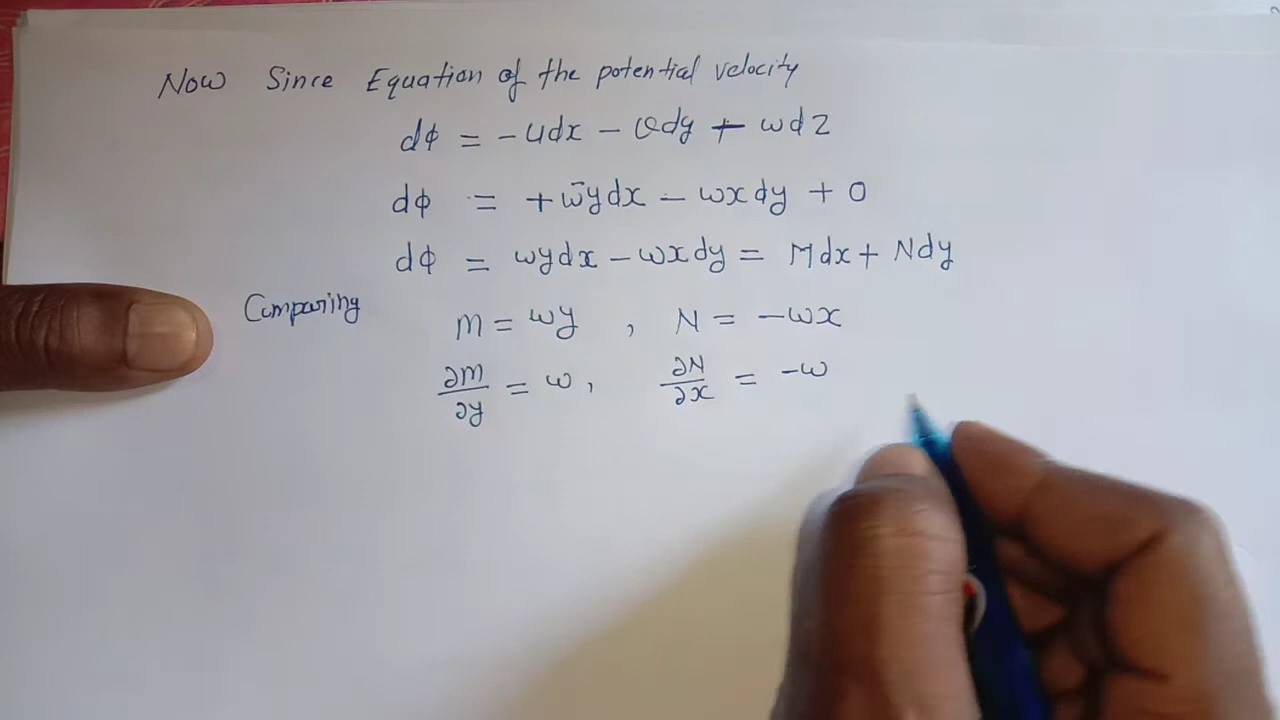 Now Since Equation of the potential velocity
dϕ = -udx - vdy + wdz
dϕ = +ωydx - ωxdy + 0
dϕ = ωydx - ωxdy = Mdx + Ndy
Comparing M = ωy , N = -ωx
∂M/∂y = ω, ∂N/∂x = -ω